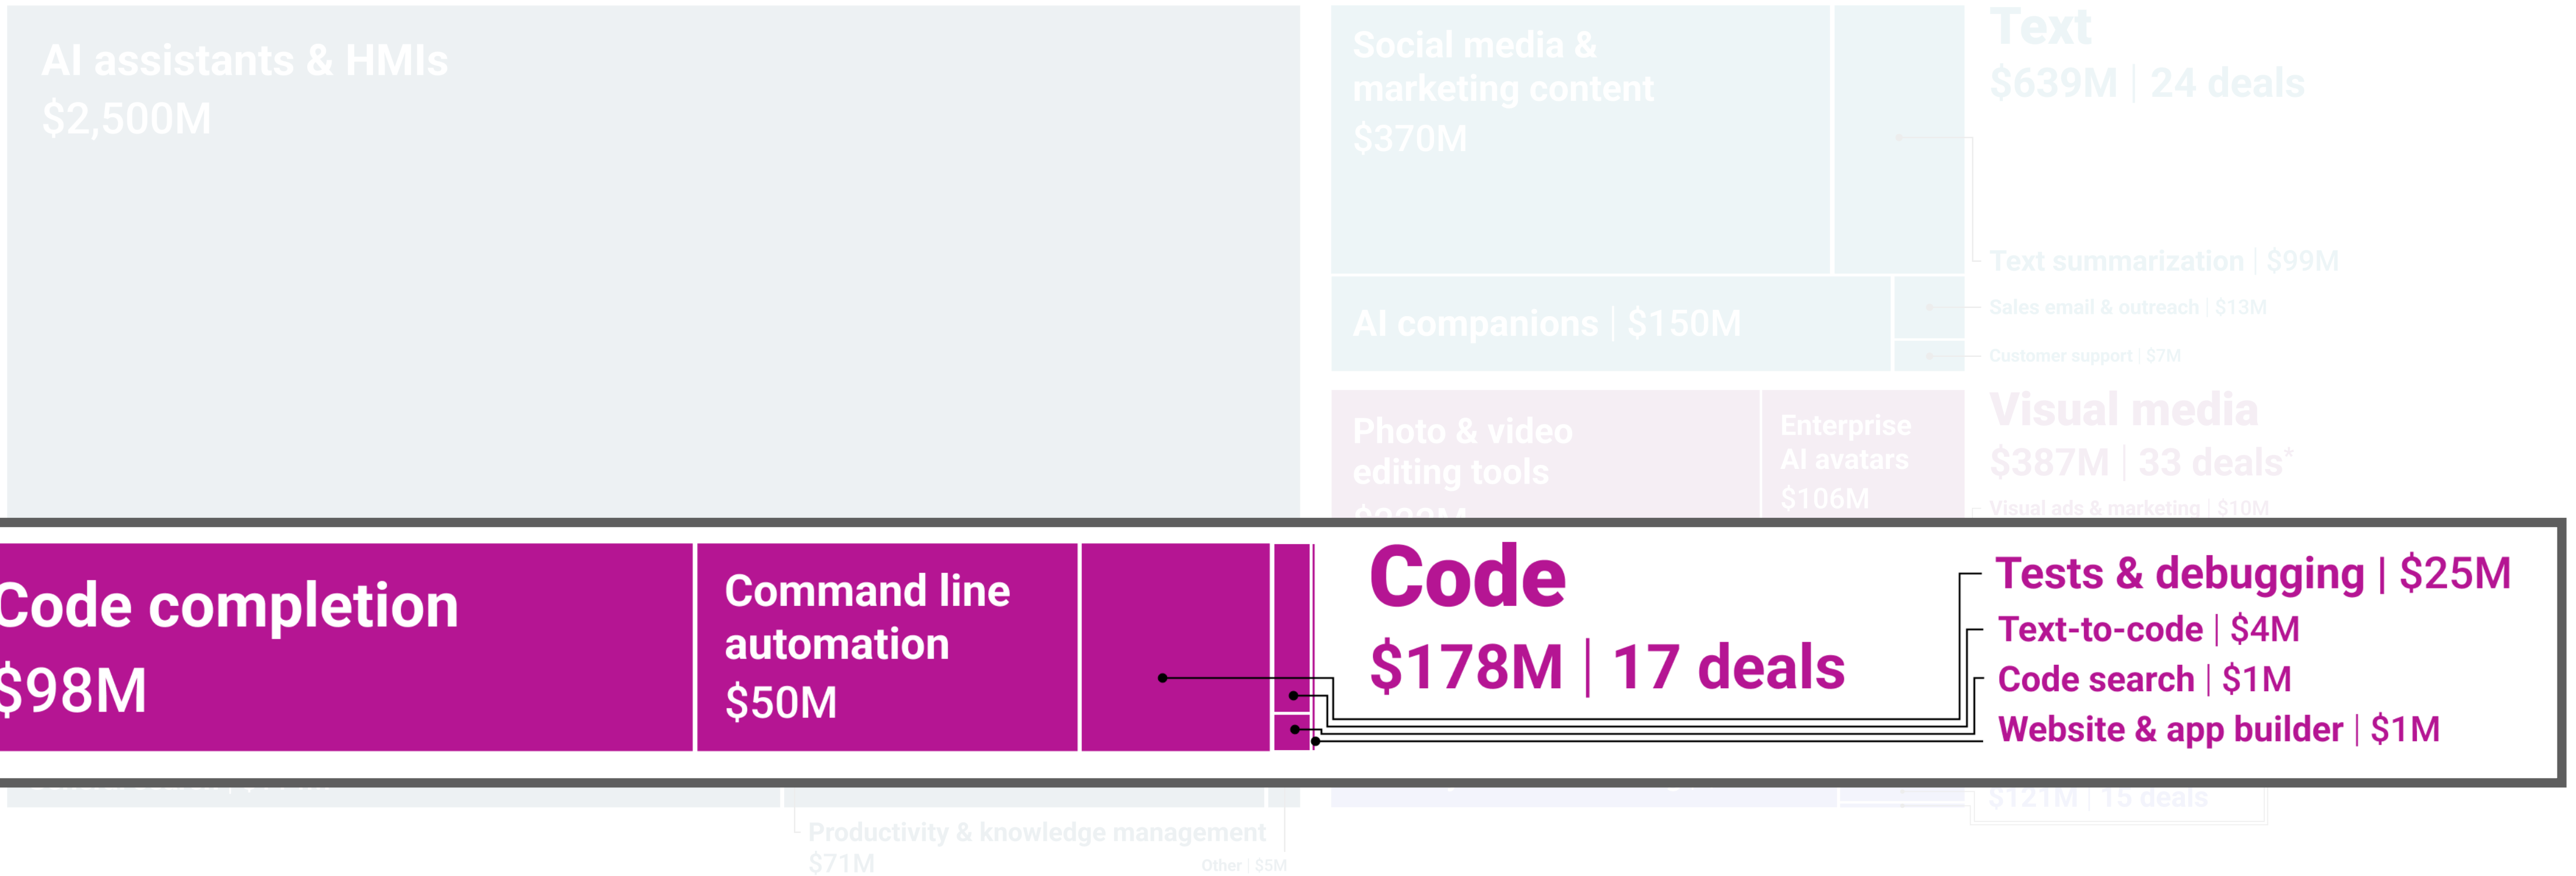 AI assistants & HMIs
$2,500M
Social media &
marketing content
$370M
Text
$639M | 24 deals
Text summarization | $99M
AI companions | $150M
Sales email & outreach | $13M
Customer support | $7M
Photo & video
editing tools
Enterprise
AI avatars
$106M
Visual media
$387M | 33 deals*
Visual ads & marketing | $10M
Code completion
$98M
Command line
automation
$50M
Code
$178M | 17 deals
Tests & debugging | $25M
Text-to-code | $4M
Code search | $1M
Website & app builder | $1M
$121M | 15 deals
Productivity & knowledge management
$71M
Other | $5M